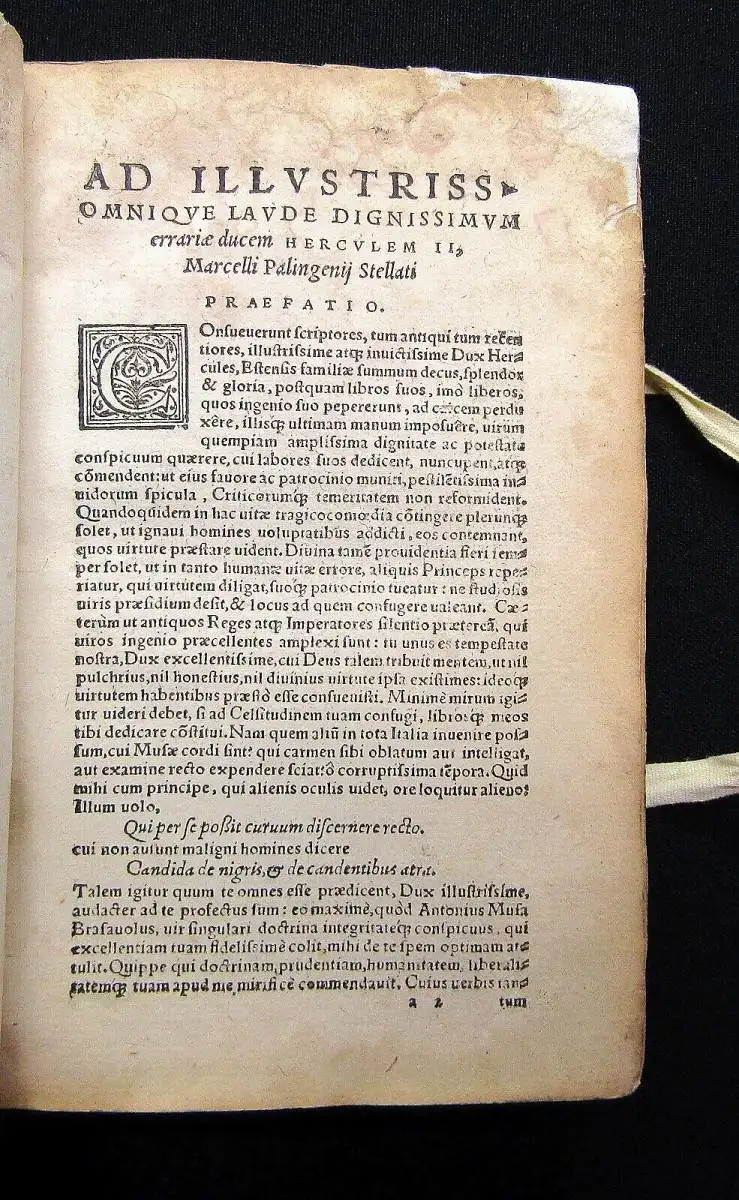 AD ILLVSTRISS
OMNIQVE LAVDE DIGNISSIMVM
errariæ ducem HERCVLEM II,
Marcelli Palingenij Stellati
PRAEFATIO.
COnsueuerunt scriptores, tum antiqui tum recen
tiores, illustrissime atq; inuictissime Dux Her-
cules, Estensis familiæ summum decus, splendor
& gloria, postquam libros suos, imò liberos,
quos ingenio suo pepererunt, ad calcem perdu
xêre, illisq; ultimam manum imposuêre, uirum
quempiam amplissima dignitate ac potestate
conspicuum quærere, cui labores suos dedicent, nuncupent, atq;
cõmendent: ut eius fauore ac patrocinio muniti, pestilẽtissima in-
uidorum spicula, Criticorumq; temeritatem non reformident.
Quandoquidem in hac uitæ tragicocomœdia cõtingere plerunq;
solet, ut ignaui homines uoluptatibus addicti, eos contemnant,
quos uirtute præstare uident. Diuina tamẽ prouidentia fieri sem-
per solet, ut in tanto humanæ uitæ errore, aliquis Princeps repe-
riatur, qui uirtutem diligat, suoq; patrocinio tueatur: ne studiosis
uiris præsidium desit, & locus ad quem confugere ualeant. Cæ-
terùm ut antiquos Reges atq; Imperatores silentio præterеã, qui
uiros ingenio præcellentes amplexi sunt: tu unus es tempestate
nostra, Dux excellentissime, cui Deus talem tribuit mentem, ut nil
pulchrius, nil honestius, nil diuinius uirtute ipsa existimes: ideoq;
uirtutem habentibus præstò esse consueuisti. Minimè mirum igi-
tur uideri debet, si ad Celsitudinem tuam confugi, librosq; meos
tibi dedicare cõstitui. Nam quem aliũ in tota Italia inuenire pos-
sum, cui Musæ cordi sint? qui carmen sibi oblatum aut intelligat,
aut examine recto expendere sciat? ô corruptissima tẽpora. Quid
mihi cum principe, qui alienis oculis uidet, ore loquitur alieno?
Illum uolo,
Qui per se poßit curuum discernere recto.
cui non ausunt maligni homines dicere
Candida de nigris, & de candentibus atra.
Talem igitur quum te omnes esse prædicent, Dux illustrissime,
audacter ad te profectus sum: eo maximè, quòd Antonius Musa
Brasauolus, uir singulari doctrina integritateq; conspicuus, qui
excellentiam tuam fidelissimè colit, mihi de te spem optimam at-
tulit. Quippe qui doctrinam, prudentiam, humanitatem, liberali-
tatemq; tuam apud me mirificè commendauit. Cuius uerbis tan-
a 2 tum